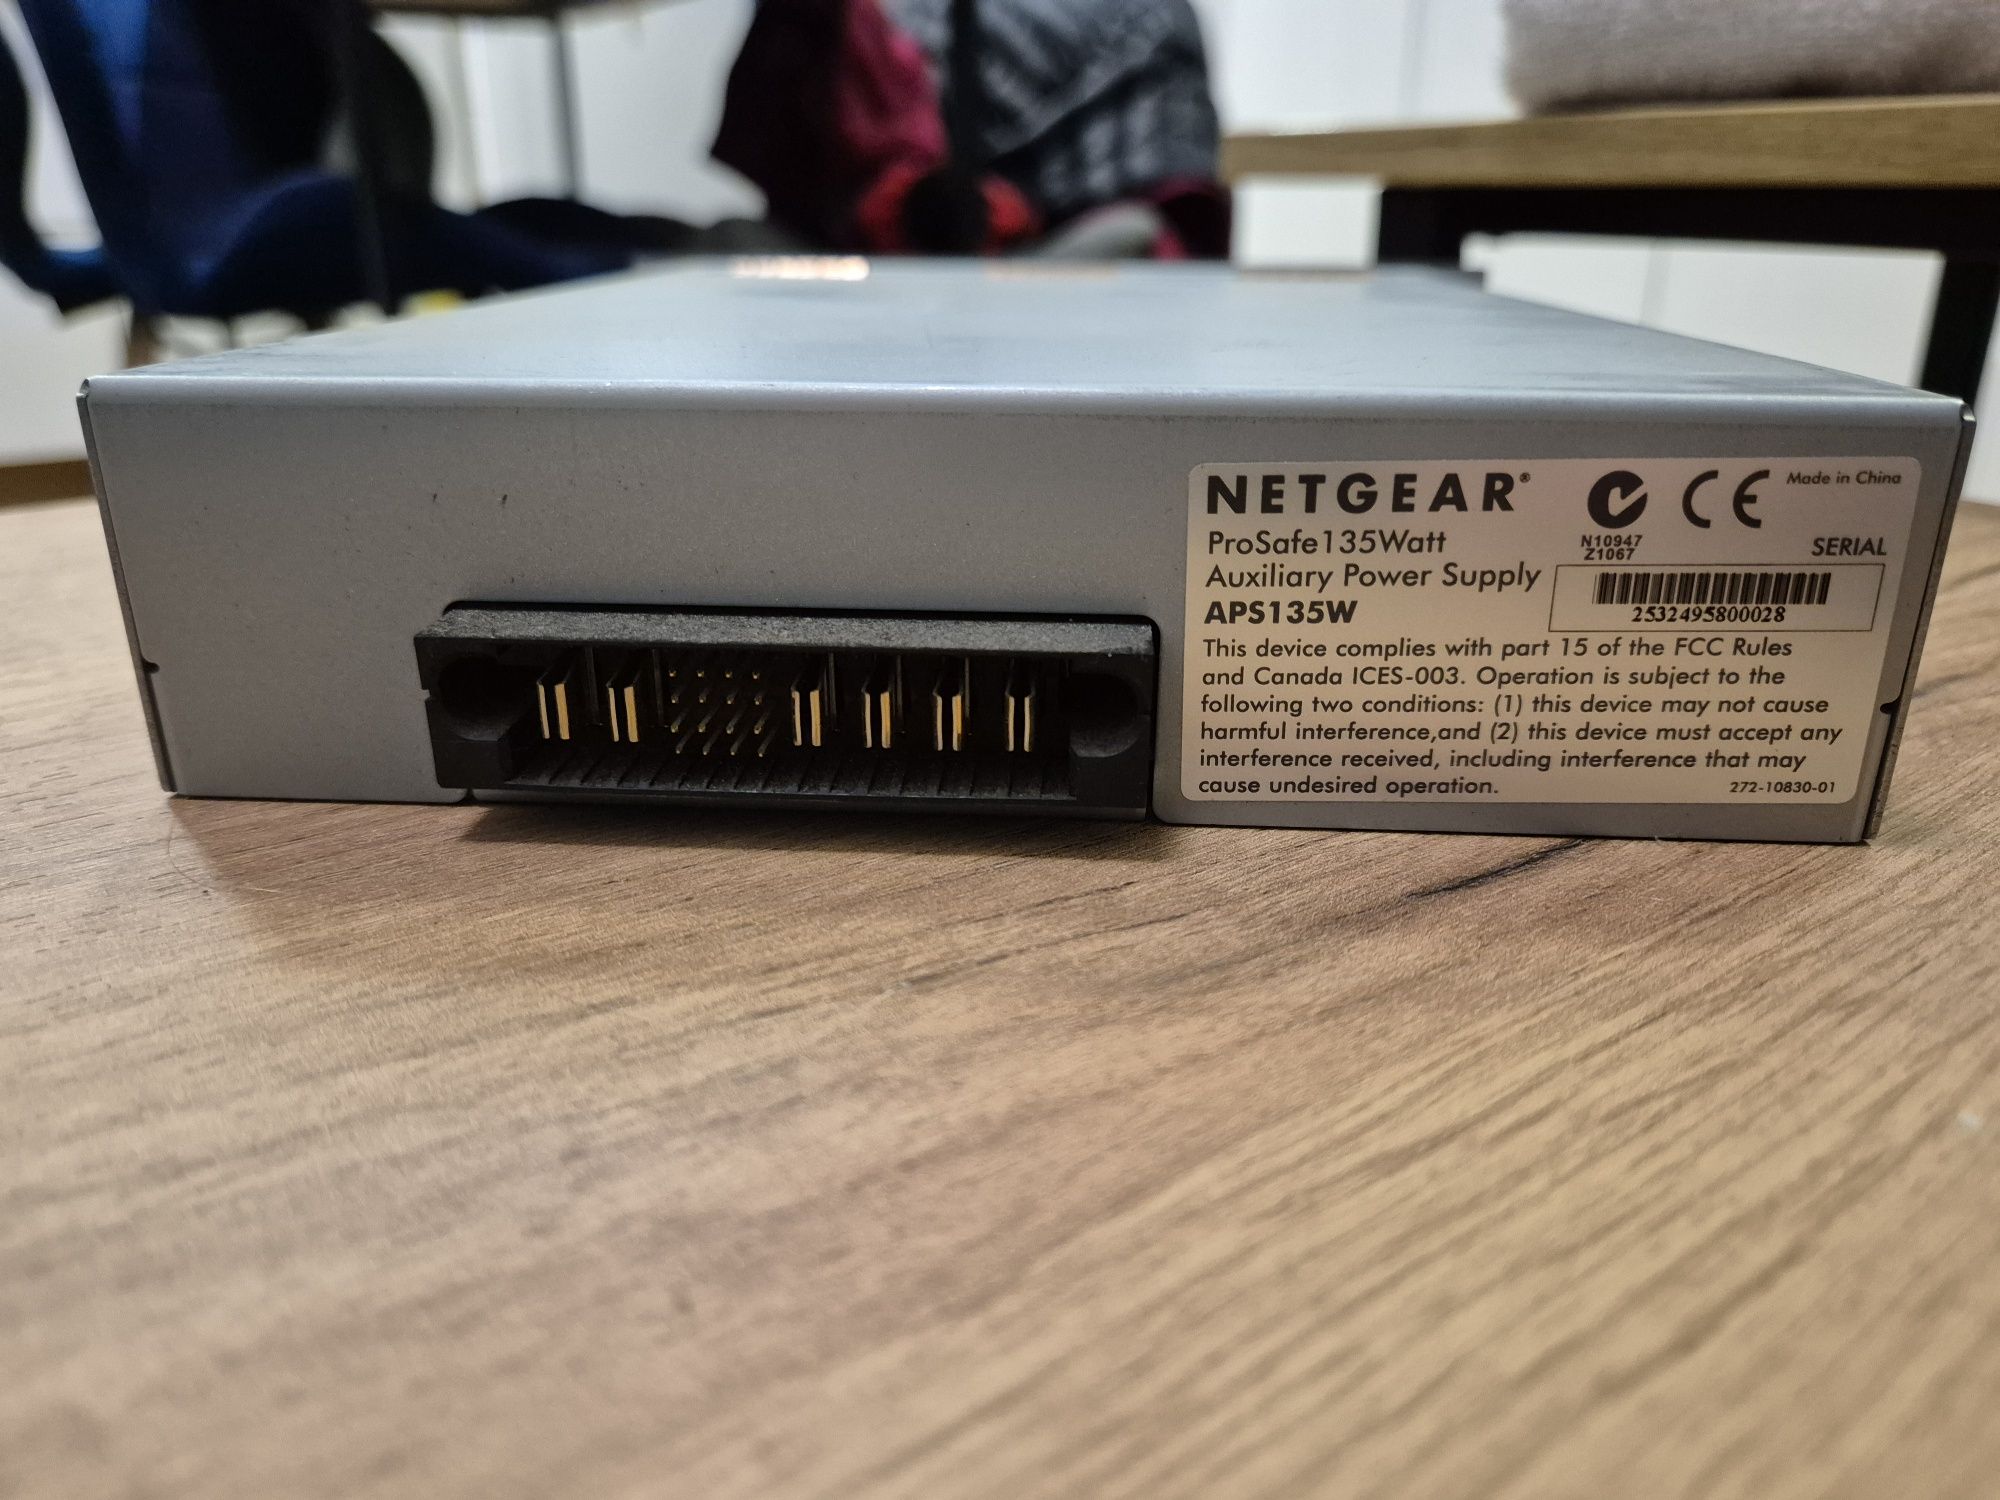 NETGEAR®
Made in China
ProSafe135Watt
Auxiliary Power Supply
APS135W
N10947
Z1067
SERIAL
2532495800028
This device complies with part 15 of the FCC Rules
and Canada ICES-003. Operation is subject to the
following two conditions: (1) this device may not cause
harmful interference,and (2) this device must accept any
interference received, including interference that may
cause undesired operation.
272-10830-01